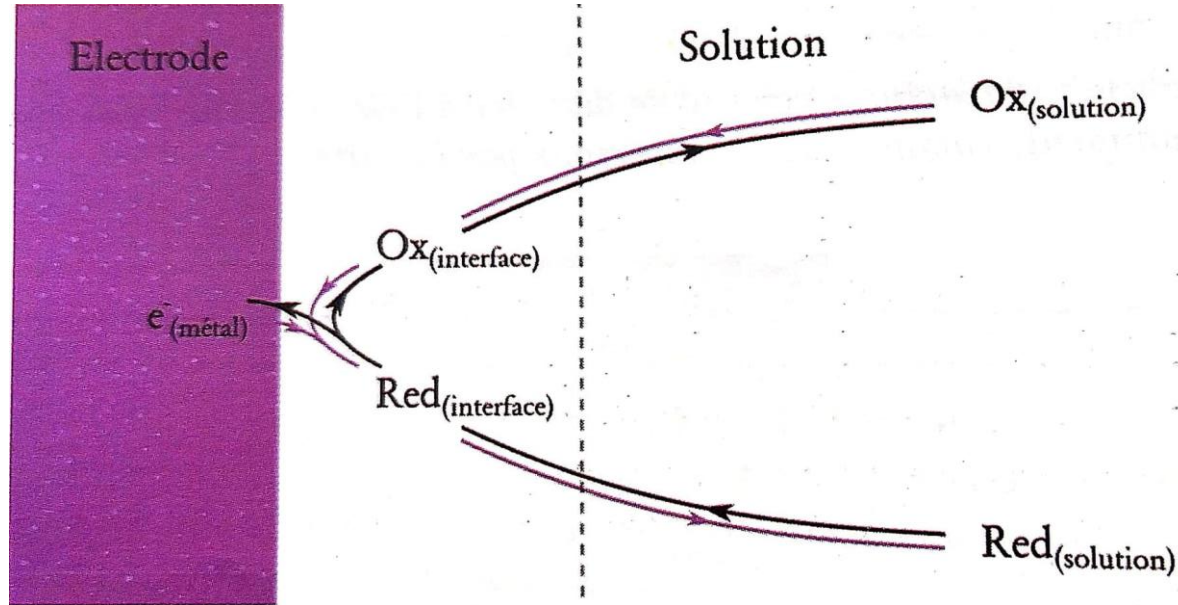 Electrode
Solution
Ox(solution)
Ox(interface)
e-(métal)
Red(interface)
Red(solution)